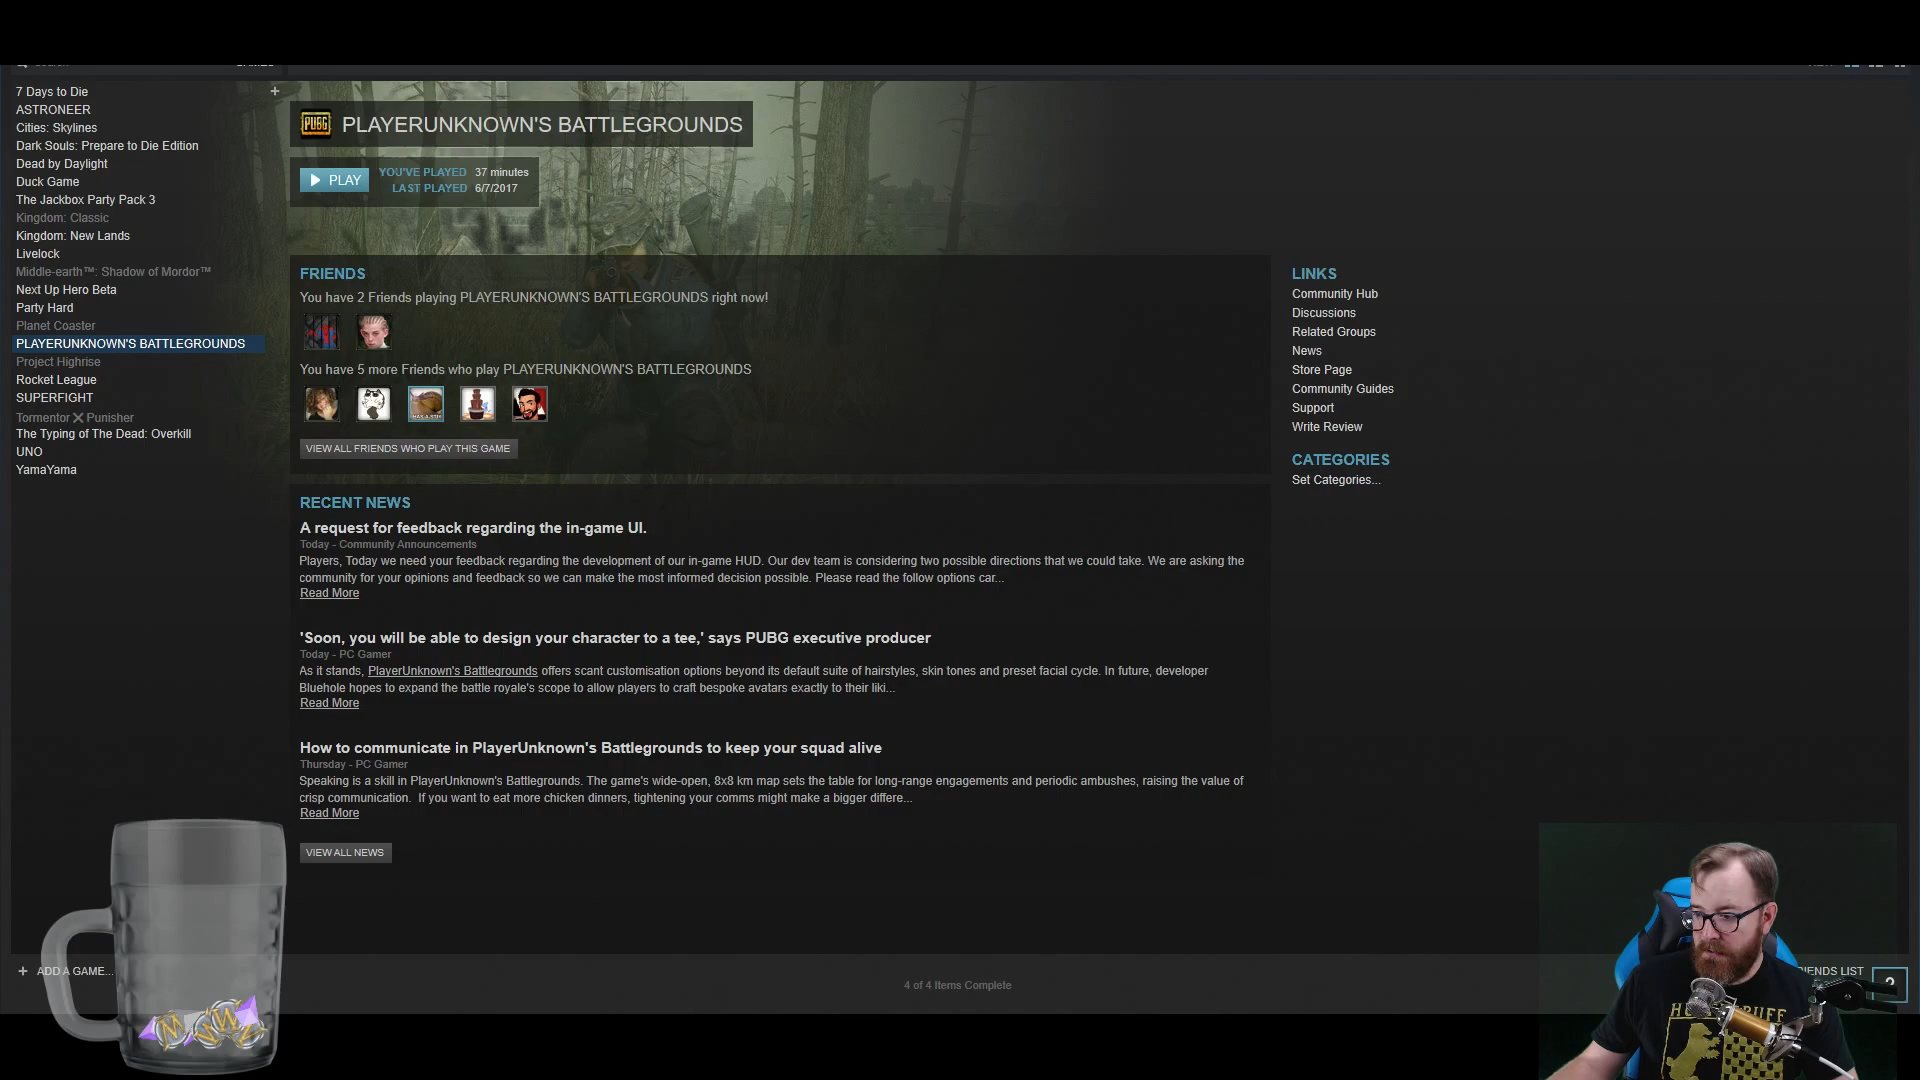 7 Days to Die
ASTRONEER
Cities: Skylines
Dark Souls: Prepare to Die Edition
Dead by Daylight
Duck Game
The Jackbox Party Pack 3
Kingdom: Classic
Kingdom: New Lands
Livelock
Middle-earth™: Shadow of Mordor™
Next Up Hero Beta
Party Hard
Planet Coaster
PLAYERUNKNOWN'S BATTLEGROUNDS
Project Highrise
Rocket League
SUPERFIGHT
Tormentor X Punisher
The Typing of The Dead: Overkill
UNO
YamaYama
+ ADD A GAME...
PUBG
PLAYERUNKNOWN'S BATTLEGROUNDS
PLAY
YOU'VE PLAYED 37 minutes
LAST PLAYED 6/7/2017
FRIENDS
You have 2 Friends playing PLAYERUNKNOWN'S BATTLEGROUNDS right now!
You have 5 more Friends who play PLAYERUNKNOWN'S BATTLEGROUNDS
VIEW ALL FRIENDS WHO PLAY THIS GAME
RECENT NEWS
A request for feedback regarding the in-game UI.
Today - Community Announcements
Players, Today we need your feedback regarding the development of our in-game HUD. Our dev team is considering two possible directions that we could take. We are asking the
community for your opinions and feedback so we can make the most informed decision possible. Please read the follow options car...
Read More
'Soon, you will be able to design your character to a tee,' says PUBG executive producer
Today - PC Gamer
As it stands, PlayerUnknown's Battlegrounds offers scant customisation options beyond its default suite of hairstyles, skin tones and preset facial cycle. In future, developer
Bluehole hopes to expand the battle royale's scope to allow players to craft bespoke avatars exactly to their liki...
Read More
How to communicate in PlayerUnknown's Battlegrounds to keep your squad alive
Thursday - PC Gamer
Speaking is a skill in PlayerUnknown's Battlegrounds. The game's wide-open, 8x8 km map sets the table for long-range engagements and periodic ambushes, raising the value of
crisp communication. If you want to eat more chicken dinners, tightening your comms might make a bigger differe...
Read More
VIEW ALL NEWS
LINKS
Community Hub
Discussions
Related Groups
News
Store Page
Community Guides
Support
Write Review
CATEGORIES
Set Categories...
4 of 4 Items Complete
LIST